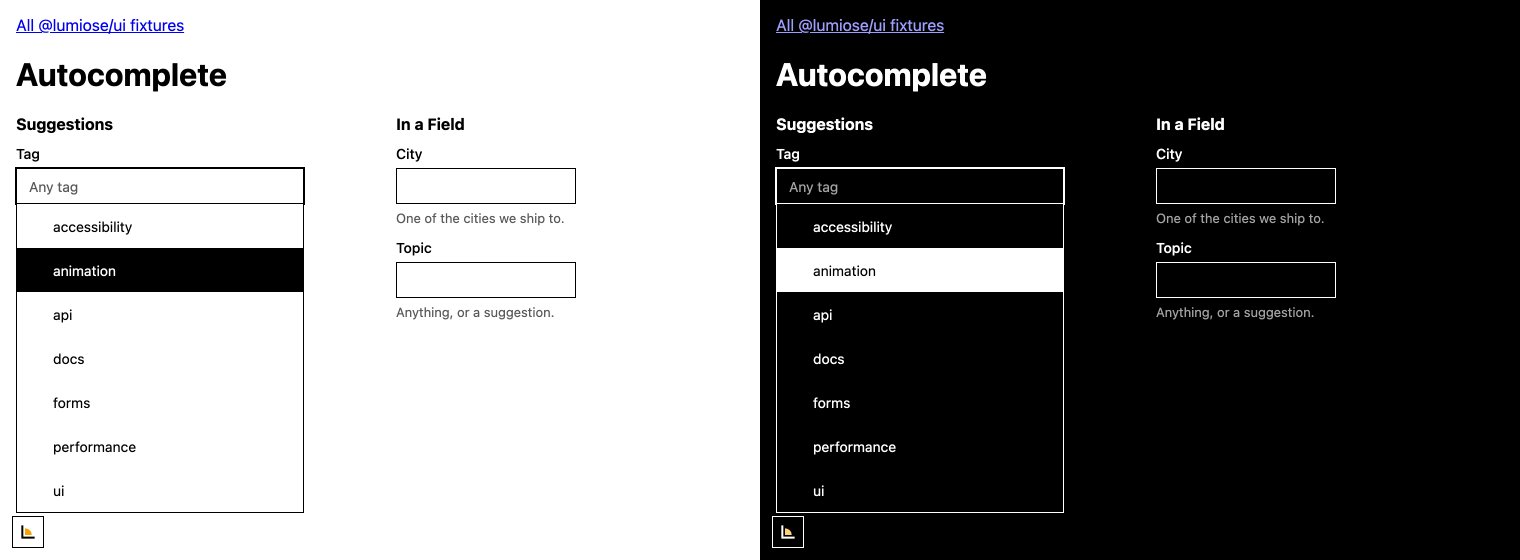 All @lumiose/ui fixtures
Autocomplete
Suggestions
Tag
Any tag
accessibility
animation
api
docs
forms
performance
ui
In a Field
City
One of the cities we ship to.
Topic
Anything, or a suggestion.
All @lumiose/ui fixtures
Autocomplete
Suggestions
Tag
Any tag
accessibility
animation
api
docs
forms
performance
ui
In a Field
City
One of the cities we ship to.
Topic
Anything, or a suggestion.